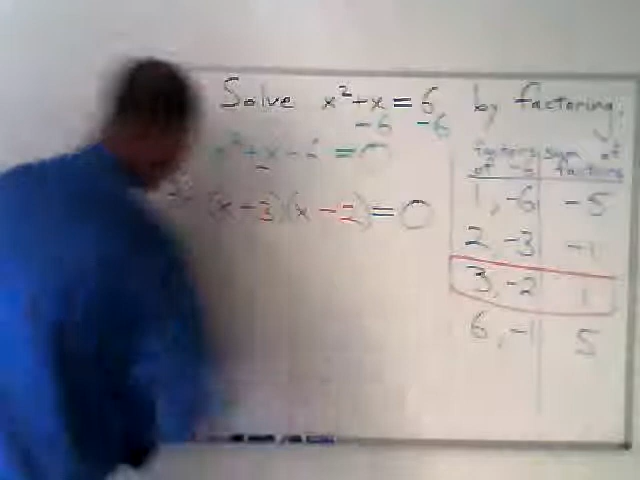 Solve x² + x = 6 by factoring.
-6 -6
x² + x - 6 = 0
(x - 3)(x - 2) = 0
factors of -6 sum of factors
1, -6 -5
2, -3 -1
3, -2 1
6, -1 5